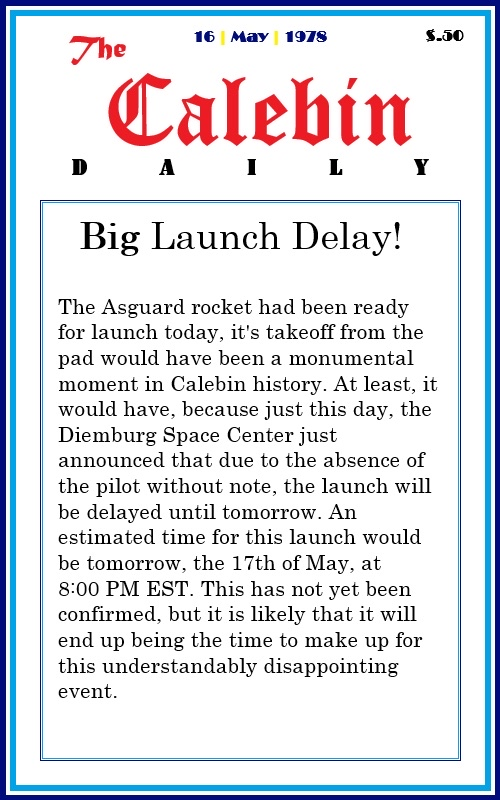 16 | May | 1978
$.50
The
Calebin
DAILY
Big Launch Delay!
The Asguard rocket had been ready
for launch today, it's takeoff from the
pad would have been a monumental
moment in Calebin history. At least, it
would have, because just this day, the
Diemburg Space Center just
announced that due to the absence of
the pilot without note, the launch will
be delayed until tomorrow. An
estimated time for this launch would
be tomorrow, the 17th of May, at
8:00 PM EST. This has not yet been
confirmed, but it is likely that it will
end up being the time to make up for
this understandably disappointing
event.